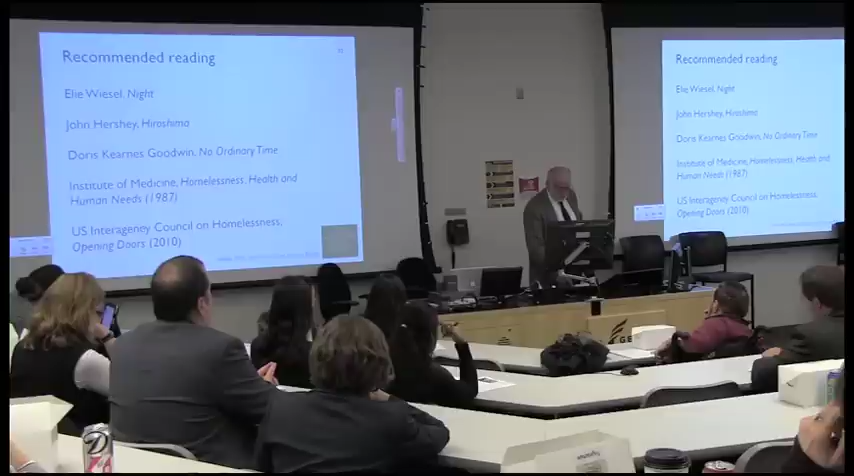 Recommended reading
Elie Wiesel, Night
John Hershey, Hiroshima
Doris Kearnes Goodwin, No Ordinary Time
Institute of Medicine, Homelessness, Health and
Human Needs (1987)
US Interagency Council on Homelessness,
Opening Doors (2010)
Recommended reading
Elie Wiesel, Night
John Hershey, Hiroshima
Doris Kearnes Goodwin, No Ordinary Time
Institute of Medicine, Homelessness, Health and
Human Needs (1987)
US Interagency Council on Homelessness,
Opening Doors (2010)